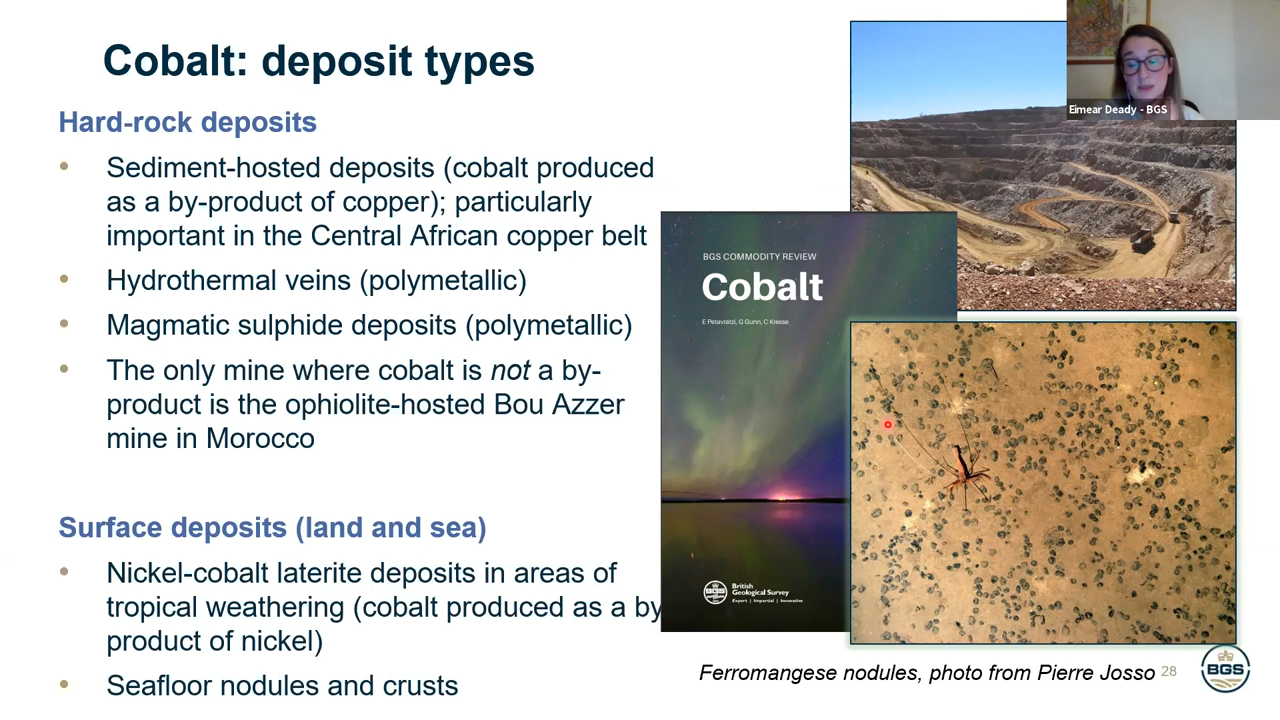 Cobalt: deposit types
Hard-rock deposits
• Sediment-hosted deposits (cobalt produced
as a by-product of copper); particularly
important in the Central African copper belt
• Hydrothermal veins (polymetallic)
• Magmatic sulphide deposits (polymetallic)
• The only mine where cobalt is not a by-
product is the ophiolite-hosted Bou Azzer
mine in Morocco
Surface deposits (land and sea)
• Nickel-cobalt laterite deposits in areas of
tropical weathering (cobalt produced as a by
product of nickel)
• Seafloor nodules and crusts
BGS COMMODITY REVIEW
Cobalt
E Petavratzi, G Gunn, C Kresse
BGS
British
Geological Survey
Expert | Impartial | Innovative
Eimear Deady - BGS
Ferromangese nodules, photo from Pierre Josso
28
BGS